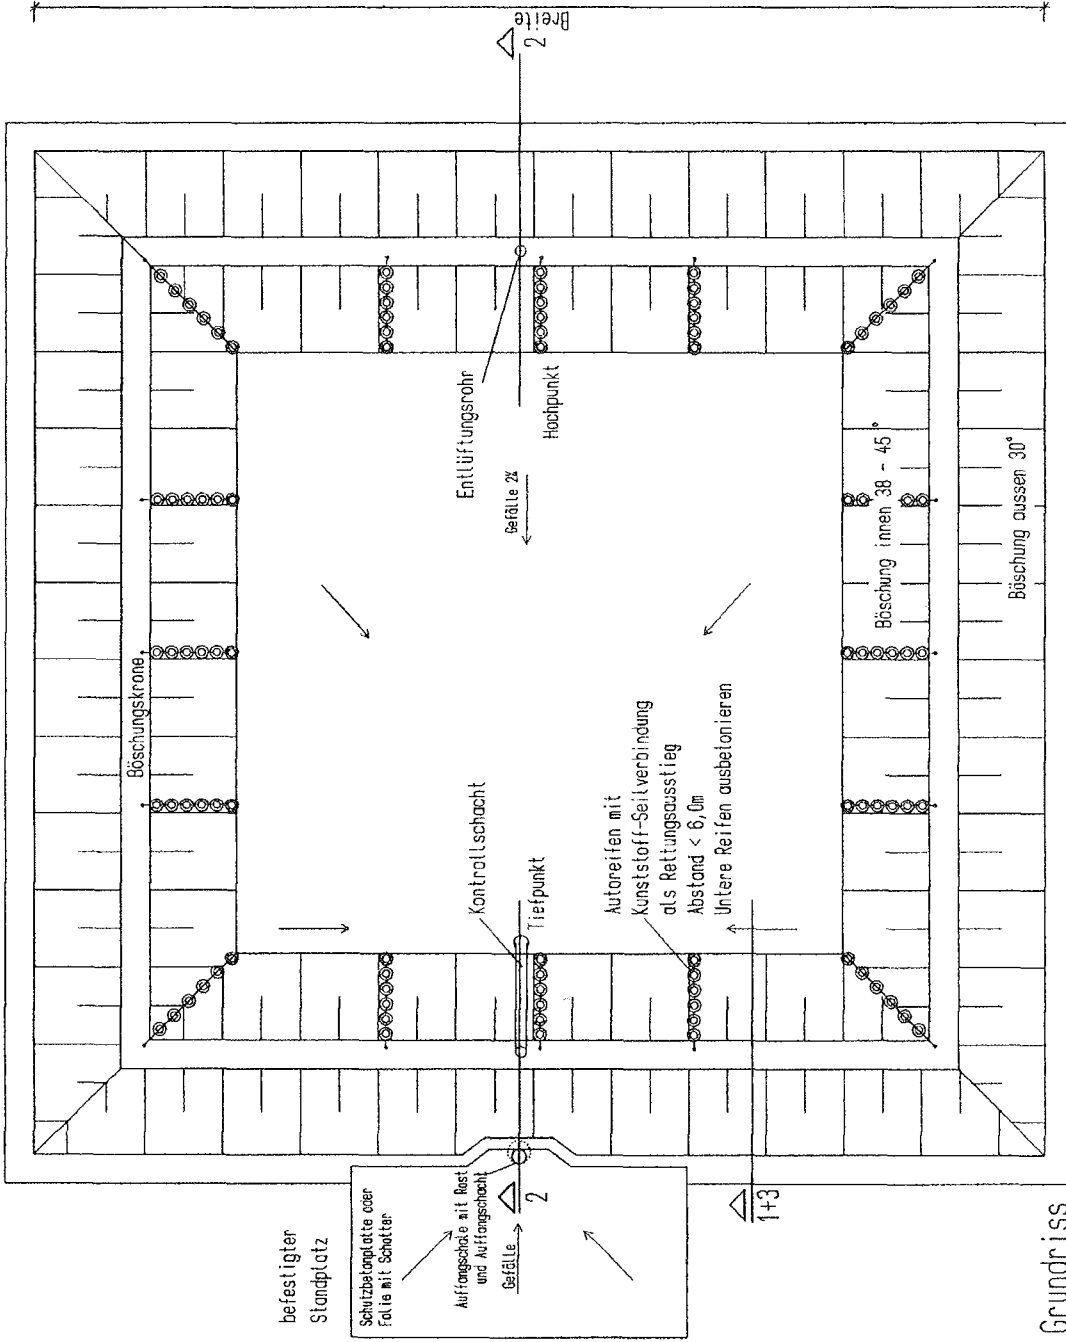 Breite
2
Entlüftungsrohr
Hochpunkt
Gefälle 2%
Böschung innen 38 - 45°
Böschung aussen 30°
Böschungskrone
Kontrollschacht
Tiefpunkt
Autoreifen mit
Kunststoff-Seilverbindung
als Rettungsausstieg
Abstand < 6,0m
Untere Reifen ausbetonieren
befestigter
Standplatz
Schutzbetonplatte oder
Folie mit Schotter
Auffangschale mit Rost
und Auffangschacht
Gefälle
2
1+3
Grundriss